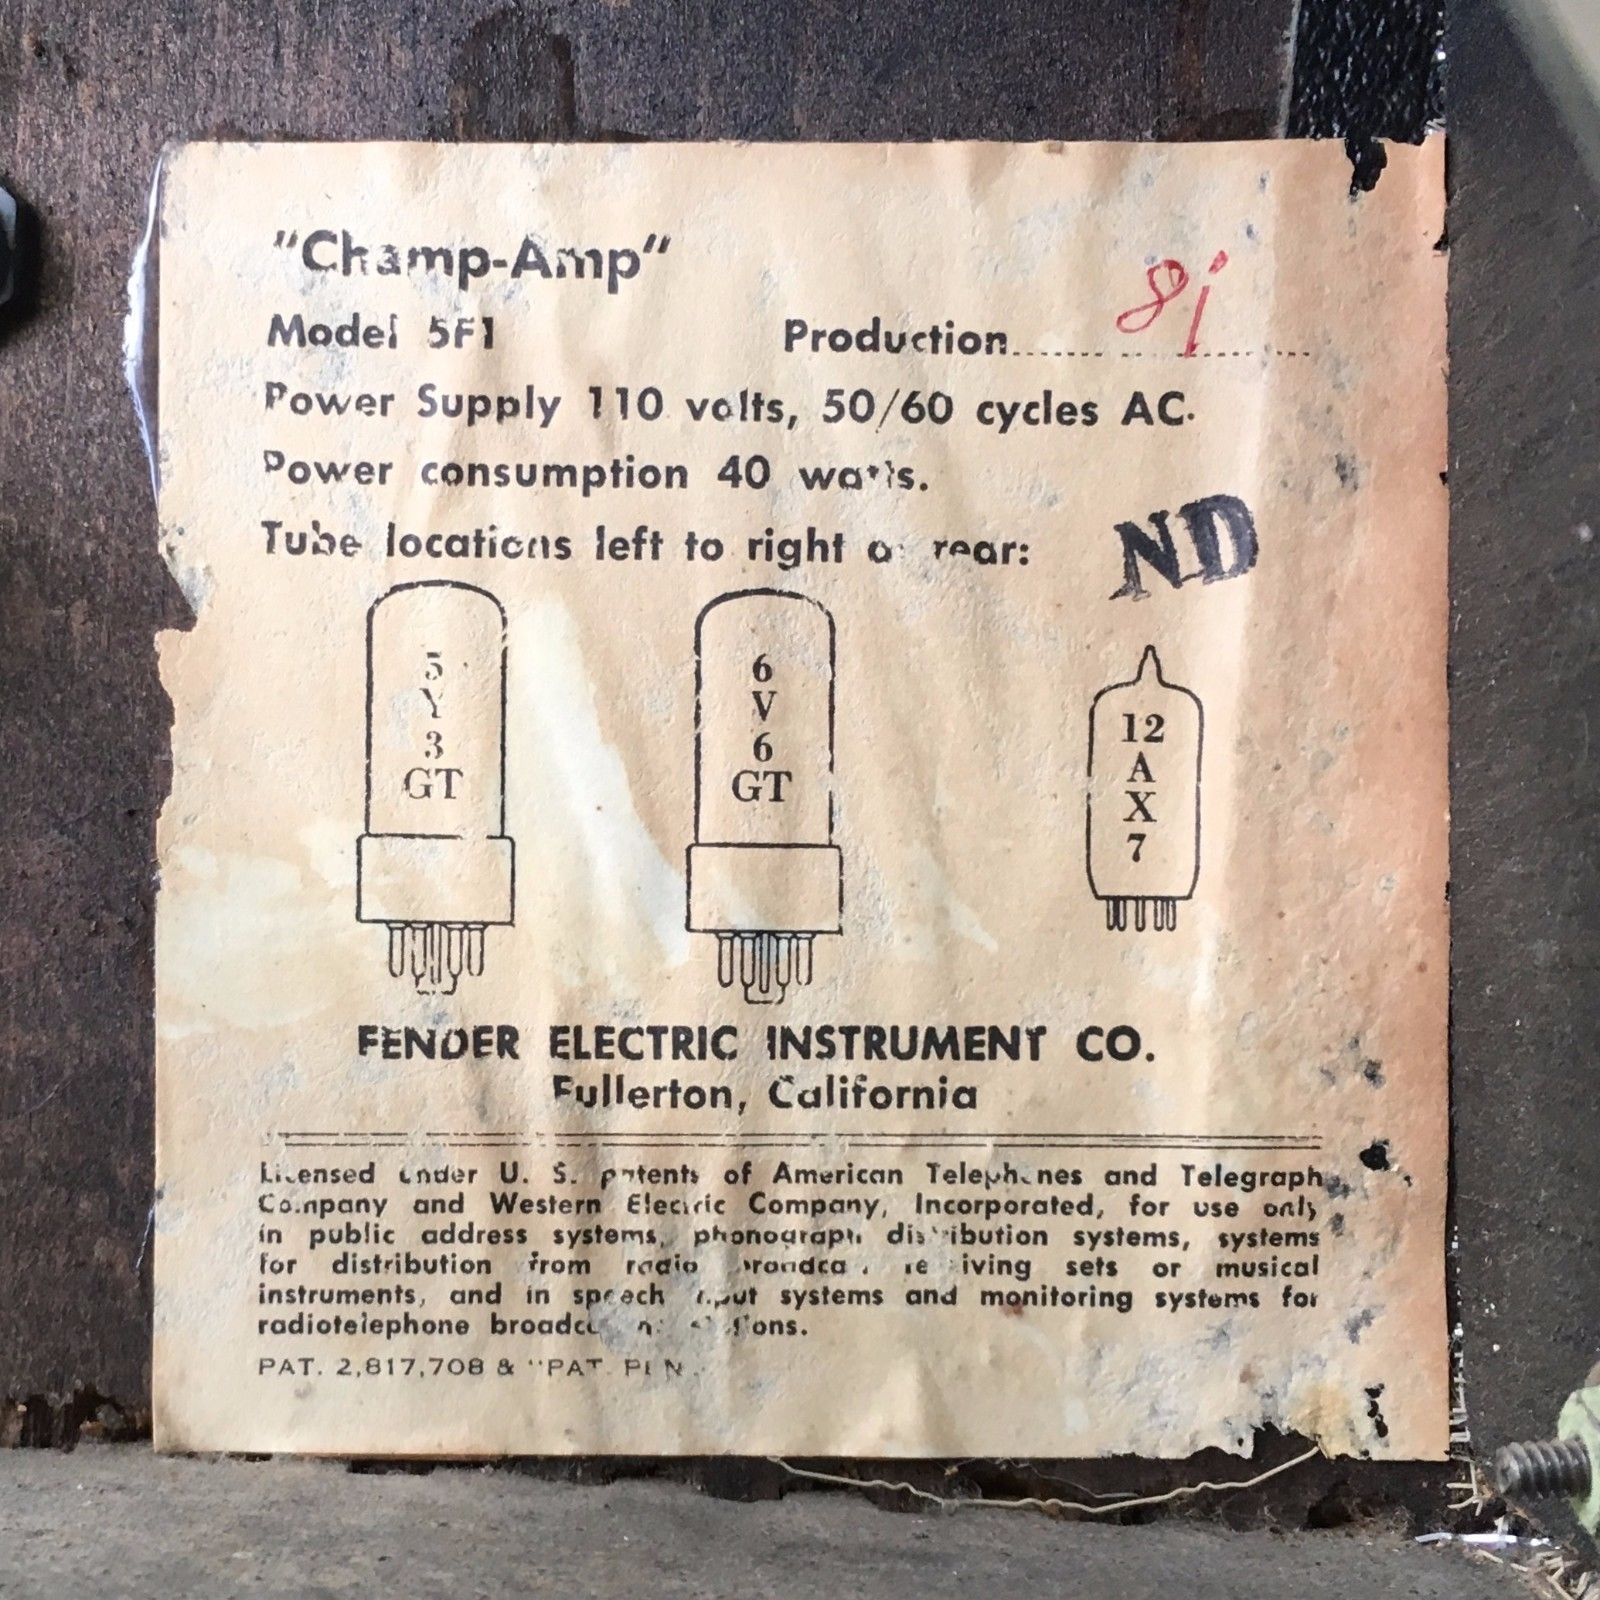 "Champ-Amp"
Model 5F1 Production.............. 81
Power Supply 110 volts, 50/60 cycles AC.
Power consumption 40 watts.
Tube locations left to right rear:
ND
5
Y
3
GT
6
V
6
GT
12
A
X
7
FENDER ELECTRIC INSTRUMENT CO.
Fullerton, California
Licensed under U. S. patents of American Telephones and Telegraph
Company and Western Electric Company, Incorporated, for use only
in public address systems, phonograph distribution systems, systems
for distribution from radio sets or musical
instruments, and in speech input systems and monitoring systems for
radiotelephone
PAT. 2,817,708 & "PAT.